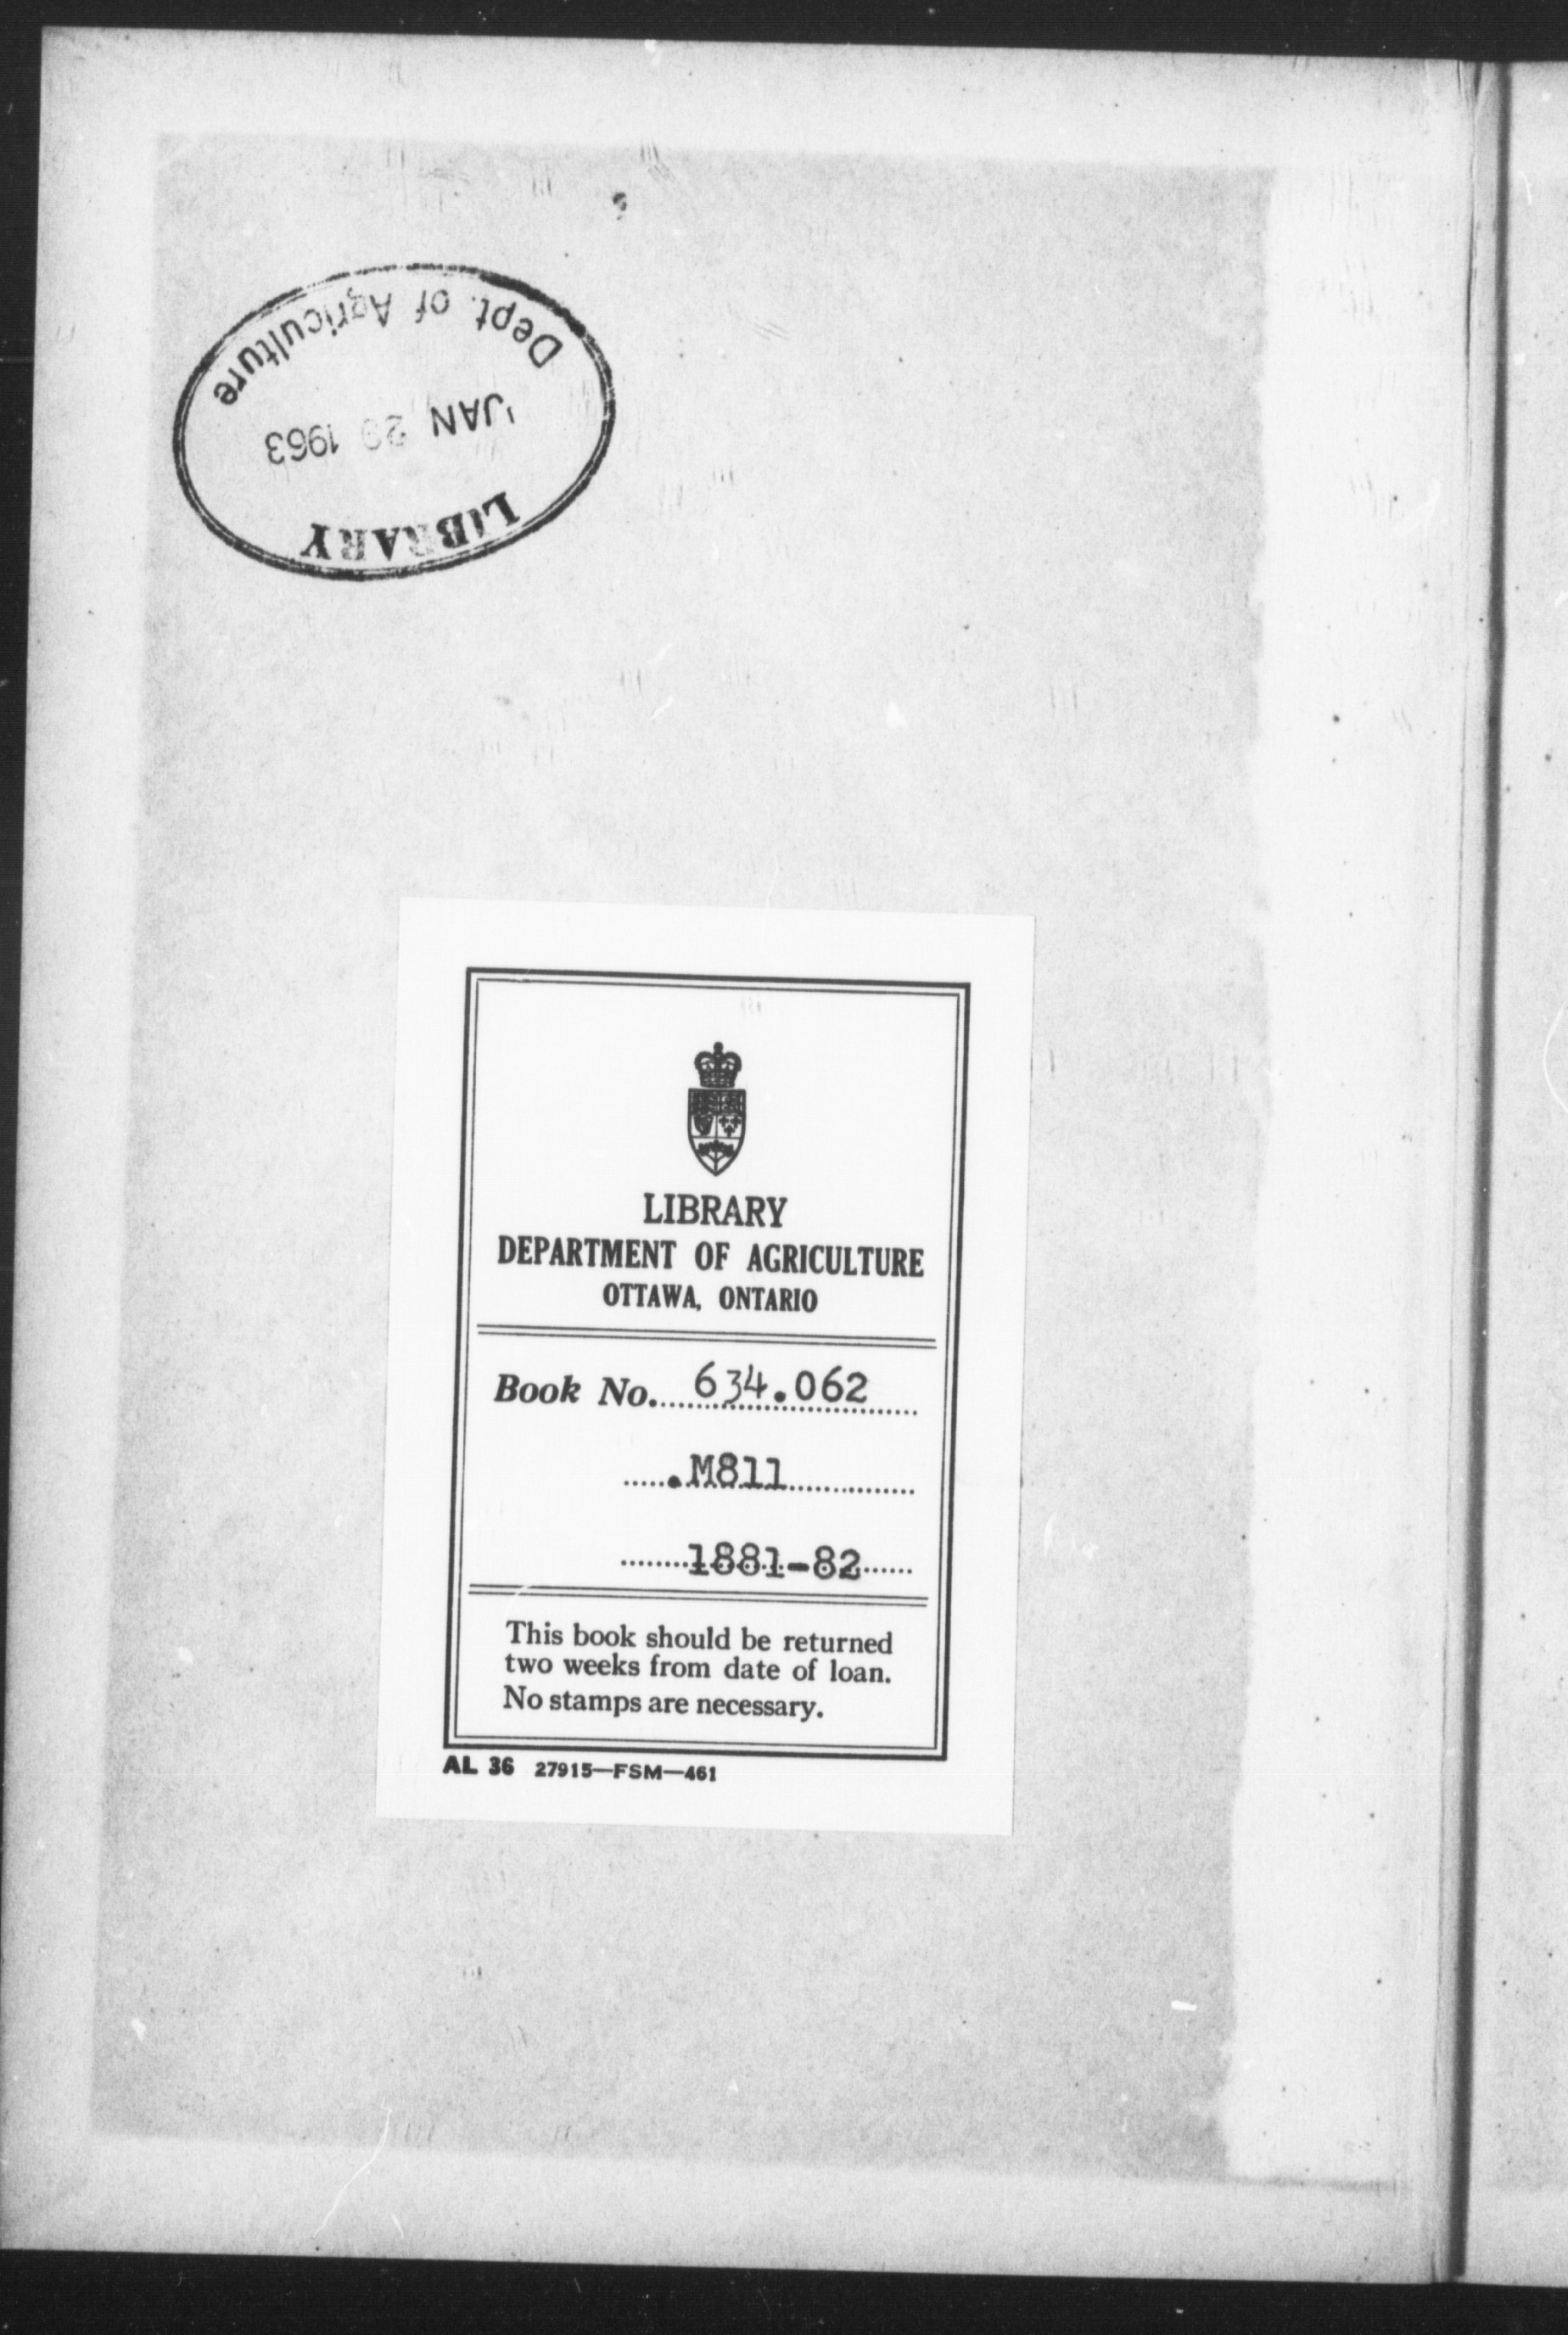 LIBRARY
JAN 1963
Dept. of Agriculture
LIBRARY
DEPARTMENT OF AGRICULTURE
OTTAWA, ONTARIO
Book No. 634.062
.M811
1881-82
This book should be returned
two weeks from date of loan.
No stamps are necessary.
AL 36 27915—FSM—461